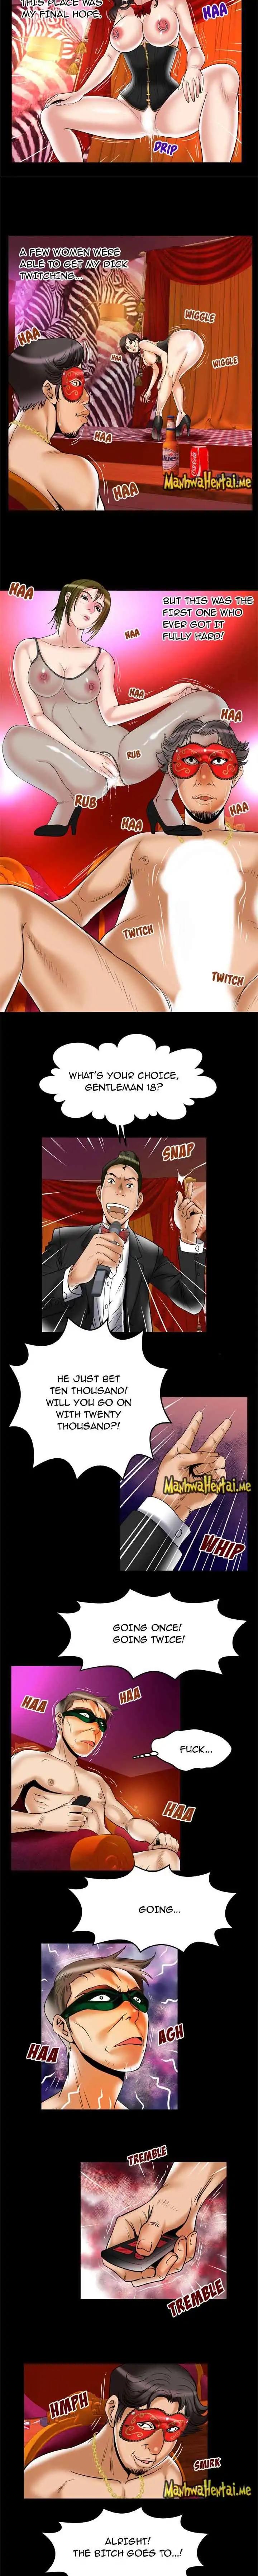 THIS PLACE WAS
MY FINAL HOPE.
HAA
DRIP
A FEW WOMEN WERE
ABLE TO GET MY DICK
TWITCHING...
HAA
WIGGLE
HAA
WIGGLE
HAA
HAA
ManhwaHentai.me
HAA
BUT THIS WAS THE
FIRST ONE WHO
EVER GOT IT
FULLY HARD!
HAA
HAA
HAA
RUB
RUB
HAA
HAA
TWITCH
TWITCH
WHAT'S YOUR CHOICE,
GENTLEMAN 18?
SNAP
HE JUST BET
TEN THOUSAND!
WILL YOU GO ON
WITH TWENTY
THOUSAND?!
ManhwaHentai.me
WHIP
GOING ONCE!
GOING TWICE!
HAA
HAA
FUCK...
HAA
GOING...
AGH
HAA
TREMBLE
TREMBLE
HMPH
SMIRK
ManhwaHentai.me
ALRIGHT!
THE BITCH GOES TO...!